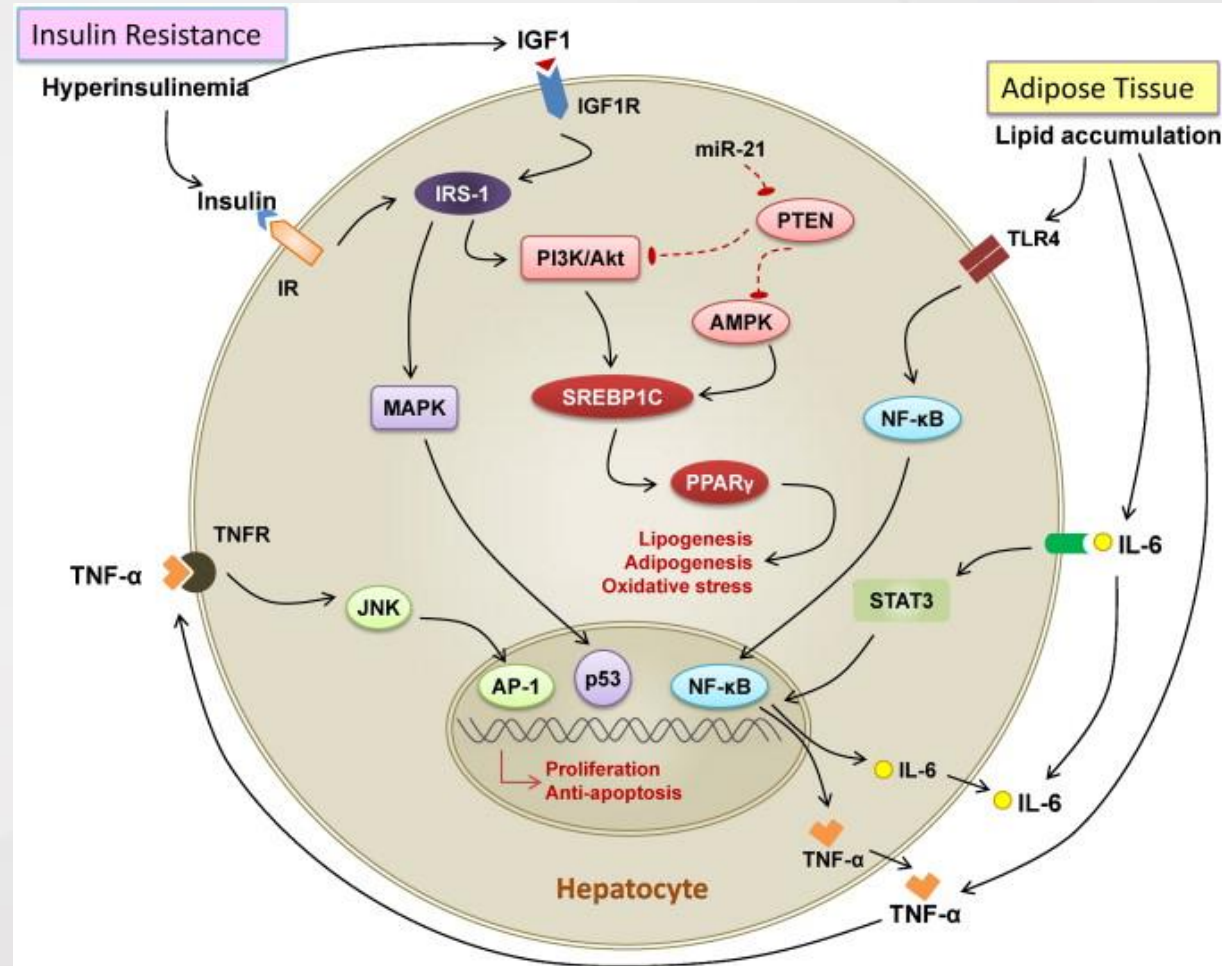 Insulin Resistance
Hyperinsulinemia
IGF1
IGF1R
Adipose Tissue
Lipid accumulation
miR-21
Insulin
IRS-1
PTEN
TLR4
IR
PI3K/Akt
AMPK
MAPK
SREBP1C
NF-κB
PPARγ
TNFR
Lipogenesis
Adipogenesis
Oxidative stress
IL-6
TNF-α
JNK
STAT3
AP-1
p53
NF-κB
Proliferation
Anti-apoptosis
IL-6
IL-6
TNF-α
Hepatocyte
TNF-α